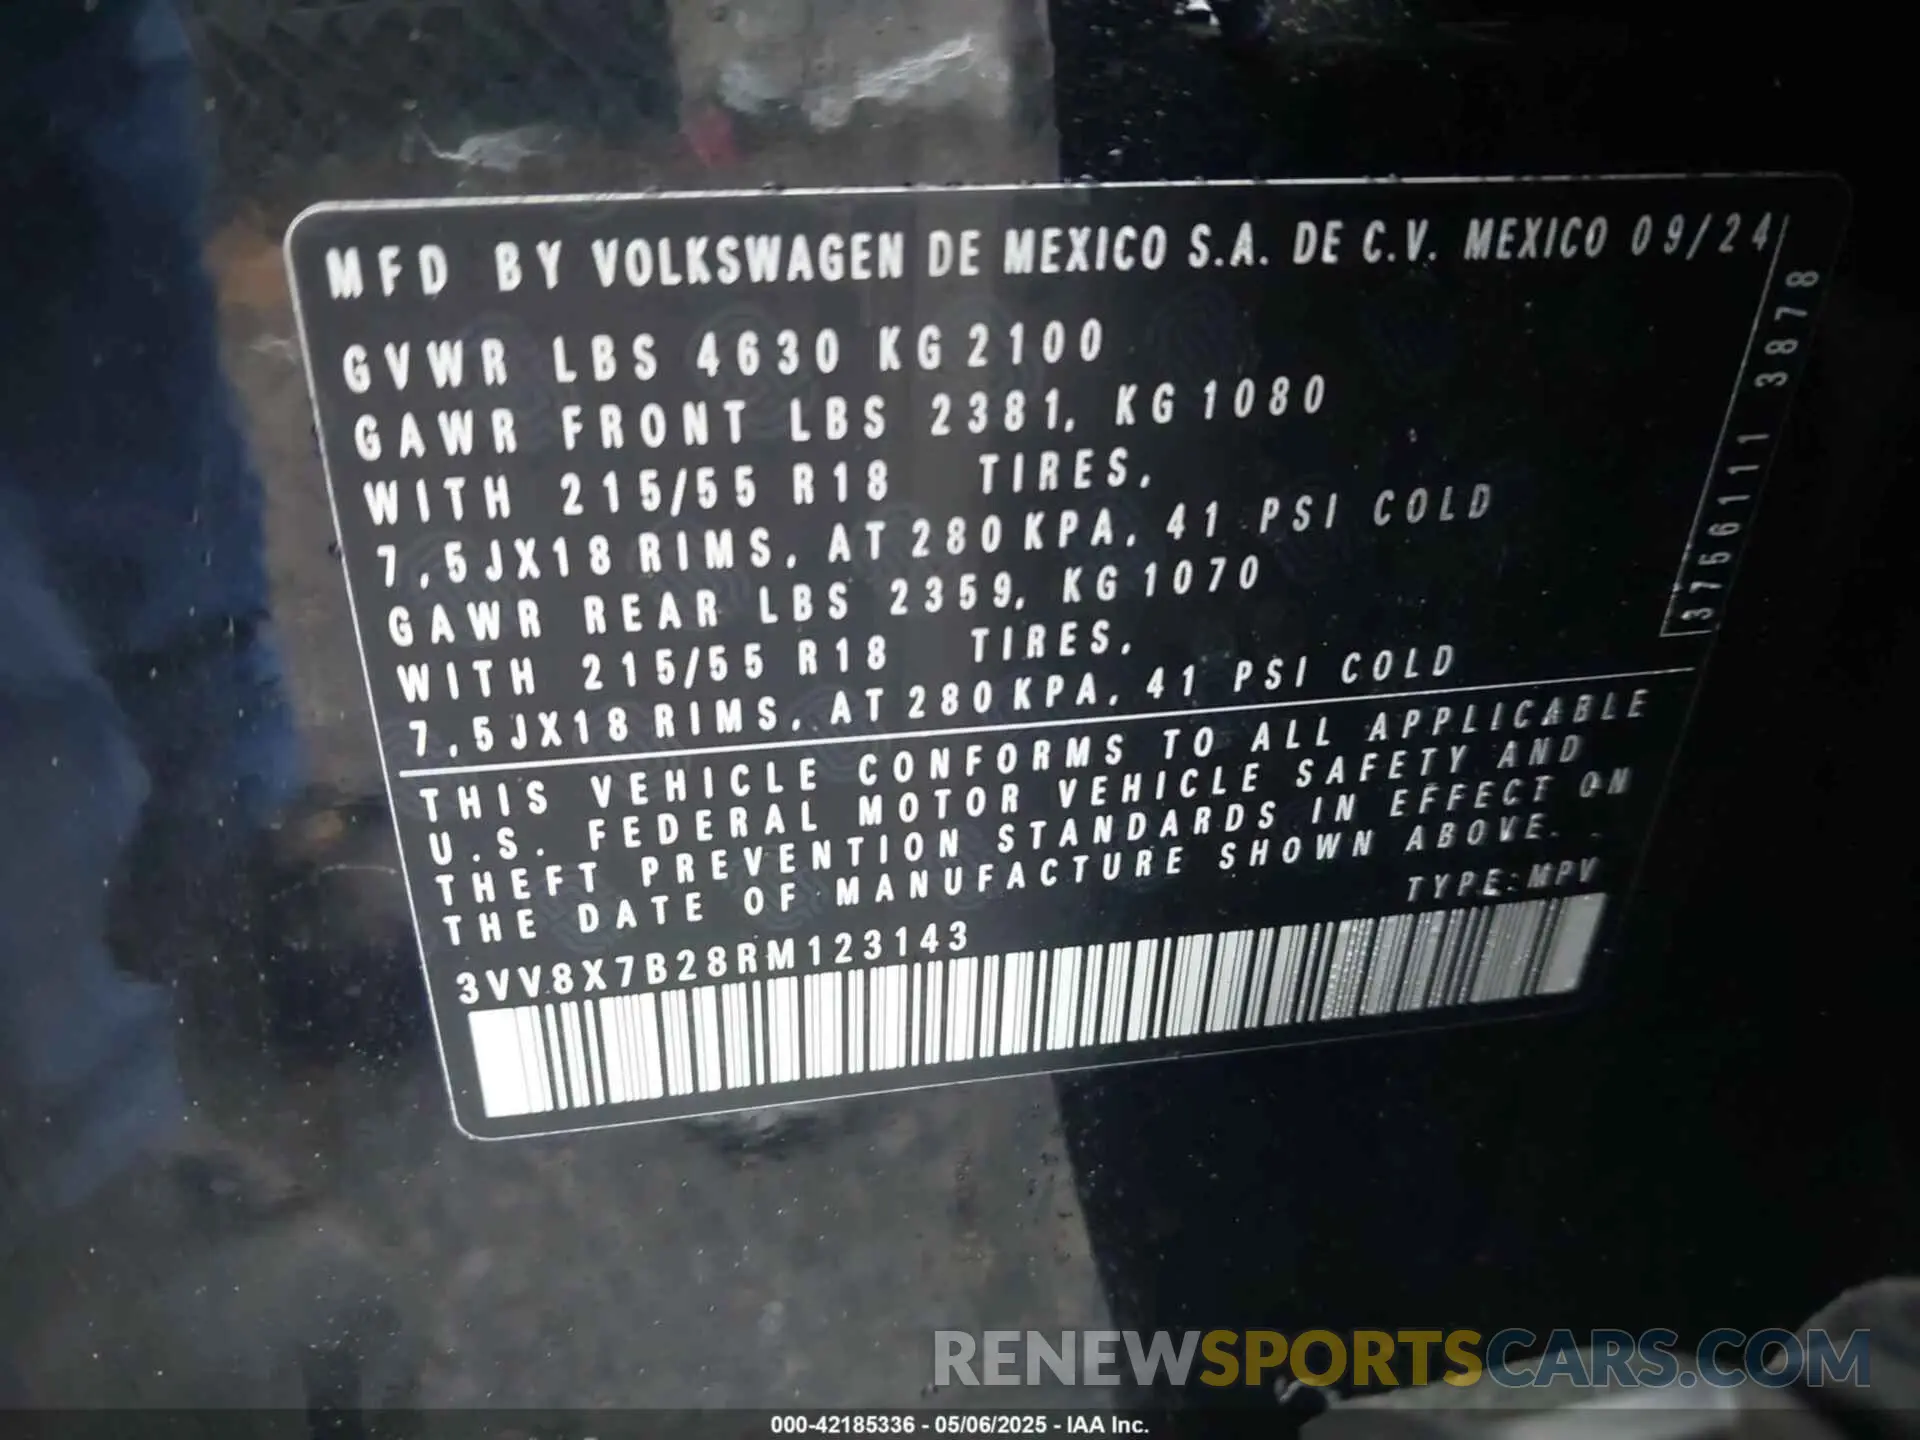 MFD BY VOLKSWAGEN DE MEXICO S.A. DE C.V. MEXICO 09/24
GVWR LBS 4630 KG 2100
GAWR FRONT LBS 2381, KG 1080
WITH 215/55 R18 TIRES,
7,5JX18 RIMS, AT 280 KPA, 41 PSI COLD
GAWR REAR LBS 2359, KG 1070
WITH 215/55 R18 TIRES,
7,5JX18 RIMS, AT 280 KPA, 41 PSI COLD
3756111 3878
THIS VEHICLE CONFORMS TO ALL APPLICABLE
U.S. FEDERAL MOTOR VEHICLE SAFETY AND
THEFT PREVENTION STANDARDS IN EFFECT ON
THE DATE OF MANUFACTURE SHOWN ABOVE.
TYPE: MPV
3VV8X7B28RM123143
RENEWSPORTSCARS.COM
000-42185336 - 05/06/2025 - IAA Inc.